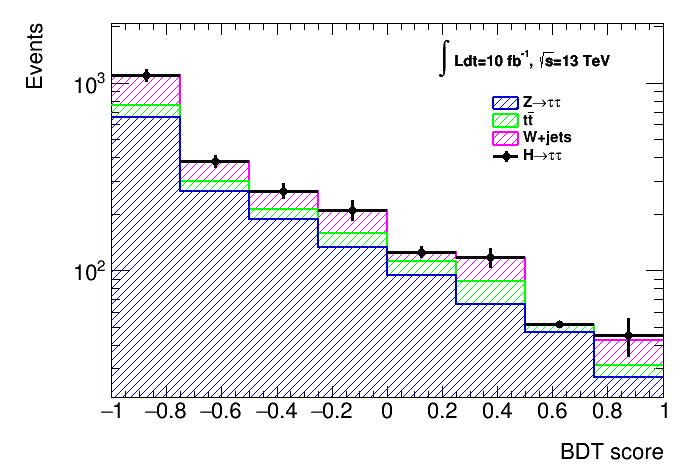 Events
∫ Ldt=10 fb⁻¹, √s=13 TeV
10³
Z→ττ
tt̄
W+jets
H→ττ
10²
−1 −0.8 −0.6 −0.4 −0.2 0 0.2 0.4 0.6 0.8 1
BDT score